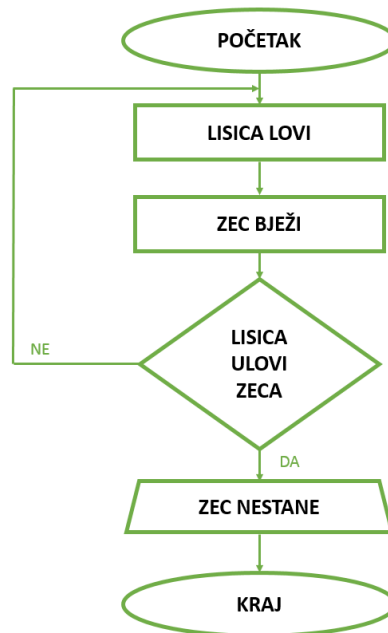 POČETAK
LISICA LOVI
ZEC BJEŽI
LISICA
ULOVI
ZECA
NE
DA
ZEC NESTANE
KRAJ